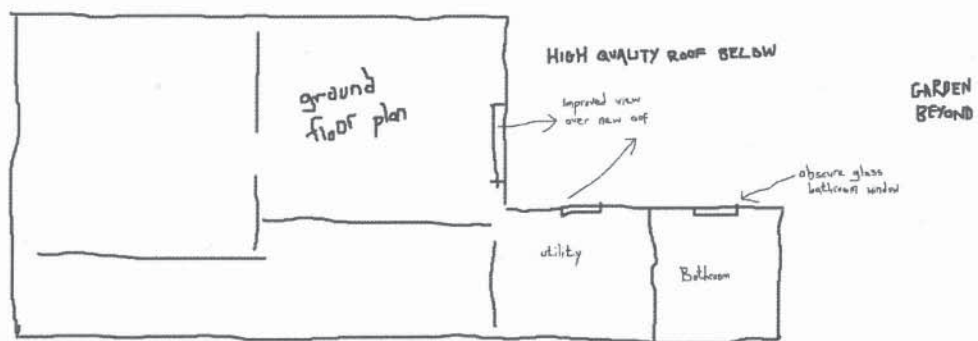 HIGH QUALITY ROOF BELOW
ground
floor plan
improved view
over new oof
GARDEN
BEYOND
obscure glass
bathroom window
utility
Bathroom